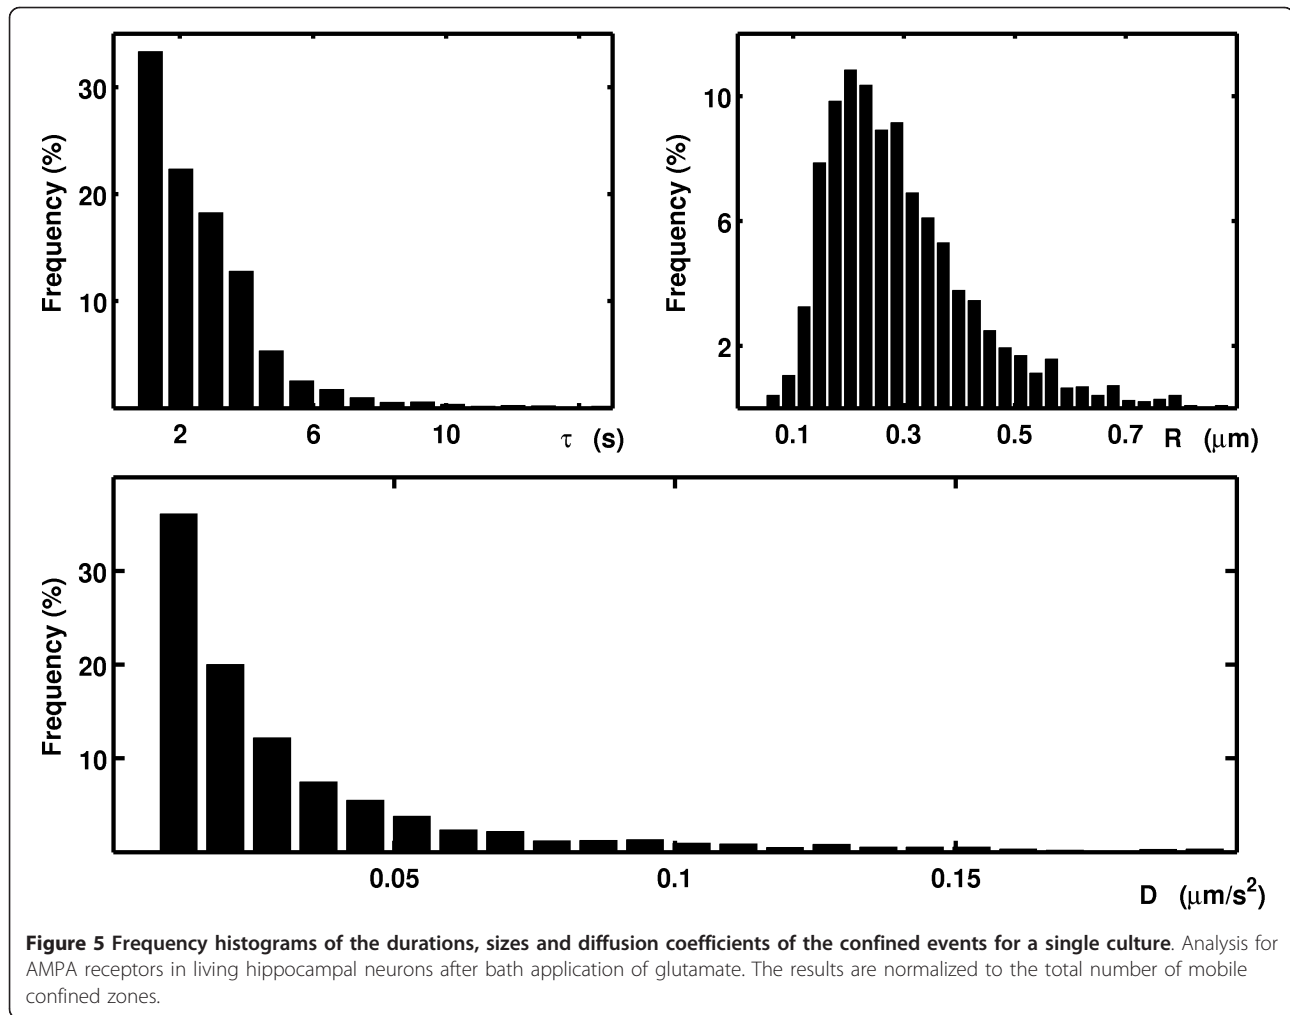 Frequency (%)
30
20
10
2 6 10 τ (s)
Frequency (%)
10
6
2
0.1 0.3 0.5 0.7 R (μm)
Frequency (%)
30
20
10
0.05 0.1 0.15 D (μm/s²)
Figure 5 Frequency histograms of the durations, sizes and diffusion coefficients of the confined events for a single culture. Analysis for
AMPA receptors in living hippocampal neurons after bath application of glutamate. The results are normalized to the total number of mobile
confined zones.